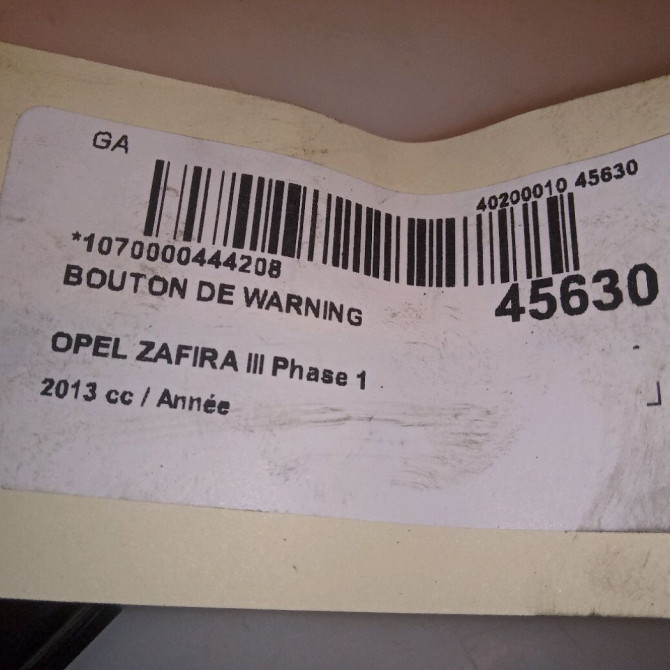 GA
40200010 45630
*1070000444208
45630
BOUTON DE WARNING
OPEL ZAFIRA III Phase 1
2013 cc / Année